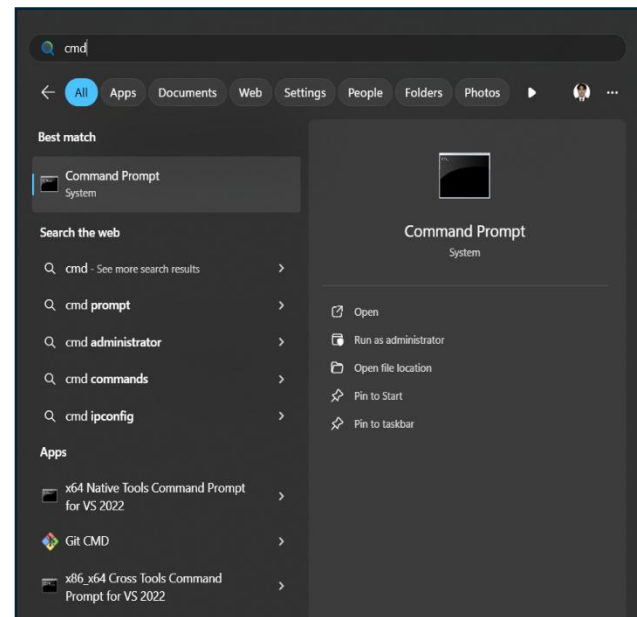 cmd
All Apps Documents Web Settings People Folders Photos
Best match
Command Prompt
System
Search the web
cmd - See more search results
cmd prompt
cmd administrator
cmd commands
cmd ipconfig
Apps
x64 Native Tools Command Prompt
for VS 2022
Git CMD
x86_x64 Cross Tools Command
Prompt for VS 2022
Command Prompt
System
Open
Run as administrator
Open file location
Pin to Start
Pin to taskbar